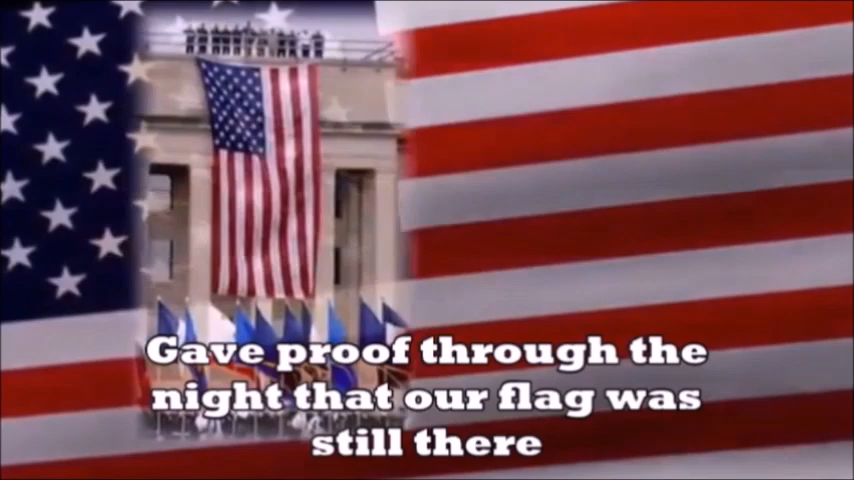 Gave proof through the
night that our flag was
still there